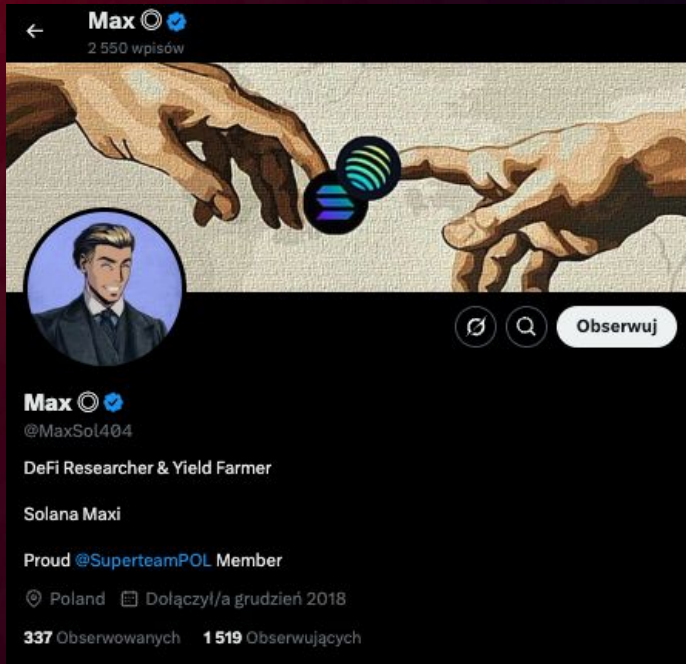 Max
2 550 wpisów
Obserwuj
Max
@MaxSol404
DeFi Researcher & Yield Farmer
Solana Maxi
Proud @SuperteamPOL Member
Poland Dołączył/a grudzień 2018
337 Obserwowanych 1 519 Obserwujących